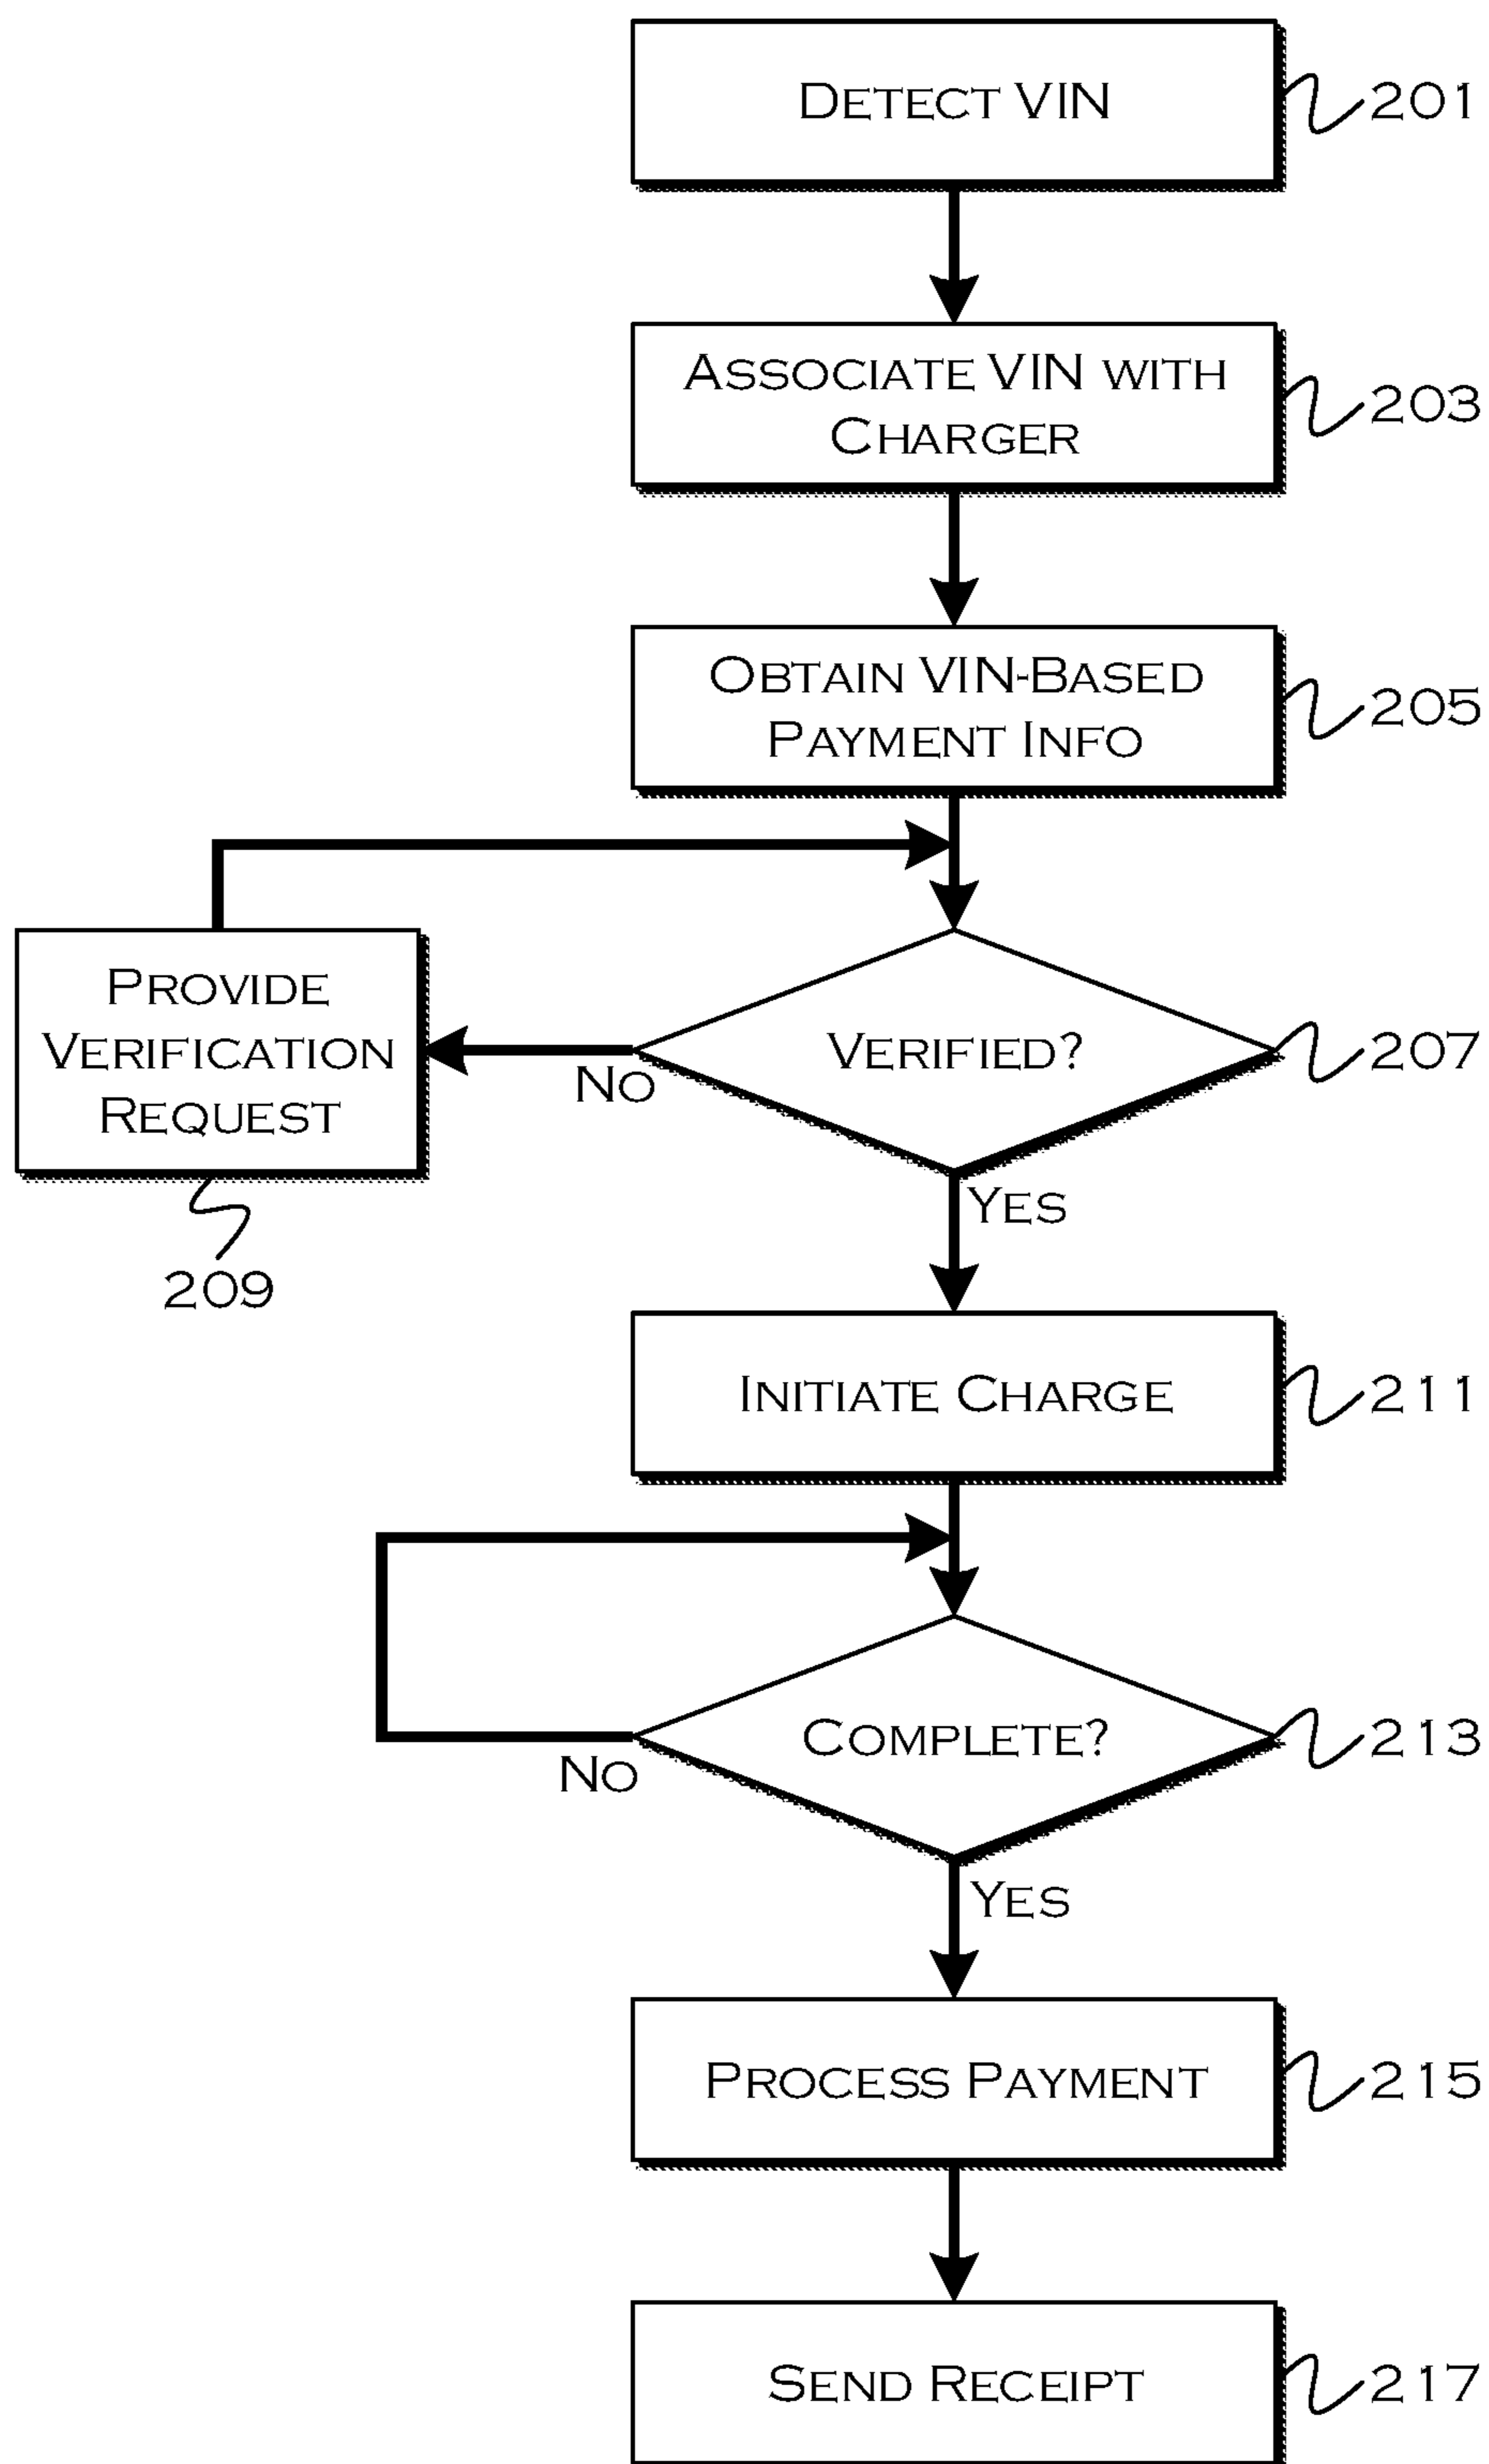 DETECT VIN
201
ASSOCIATE VIN WITH
CHARGER
203
OBTAIN VIN-BASED
PAYMENT INFO
205
PROVIDE
VERIFICATION
REQUEST
209
NO
VERIFIED?
207
YES
INITIATE CHARGE
211
COMPLETE?
213
NO
YES
PROCESS PAYMENT
215
SEND RECEIPT
217